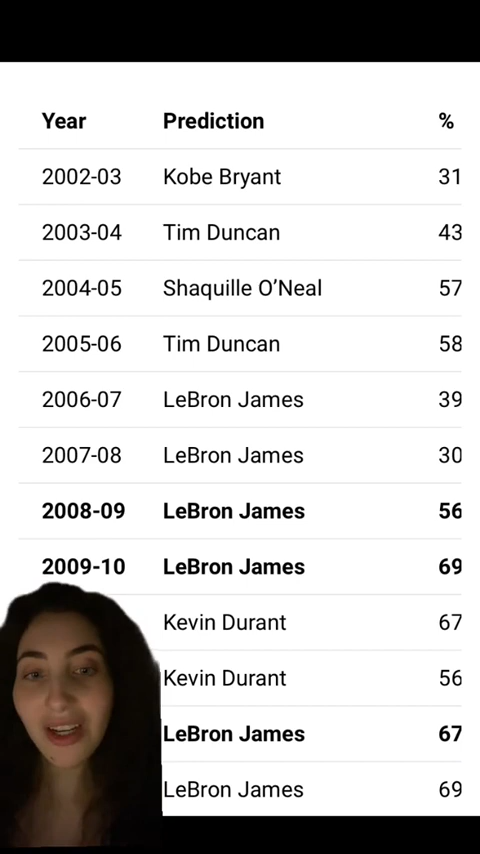 Year Prediction %
2002-03 Kobe Bryant 31
2003-04 Tim Duncan 43
2004-05 Shaquille O’Neal 57
2005-06 Tim Duncan 58
2006-07 LeBron James 39
2007-08 LeBron James 30
2008-09 LeBron James 56
2009-10 LeBron James 69
Kevin Durant 67
Kevin Durant 56
LeBron James 67
LeBron James 69